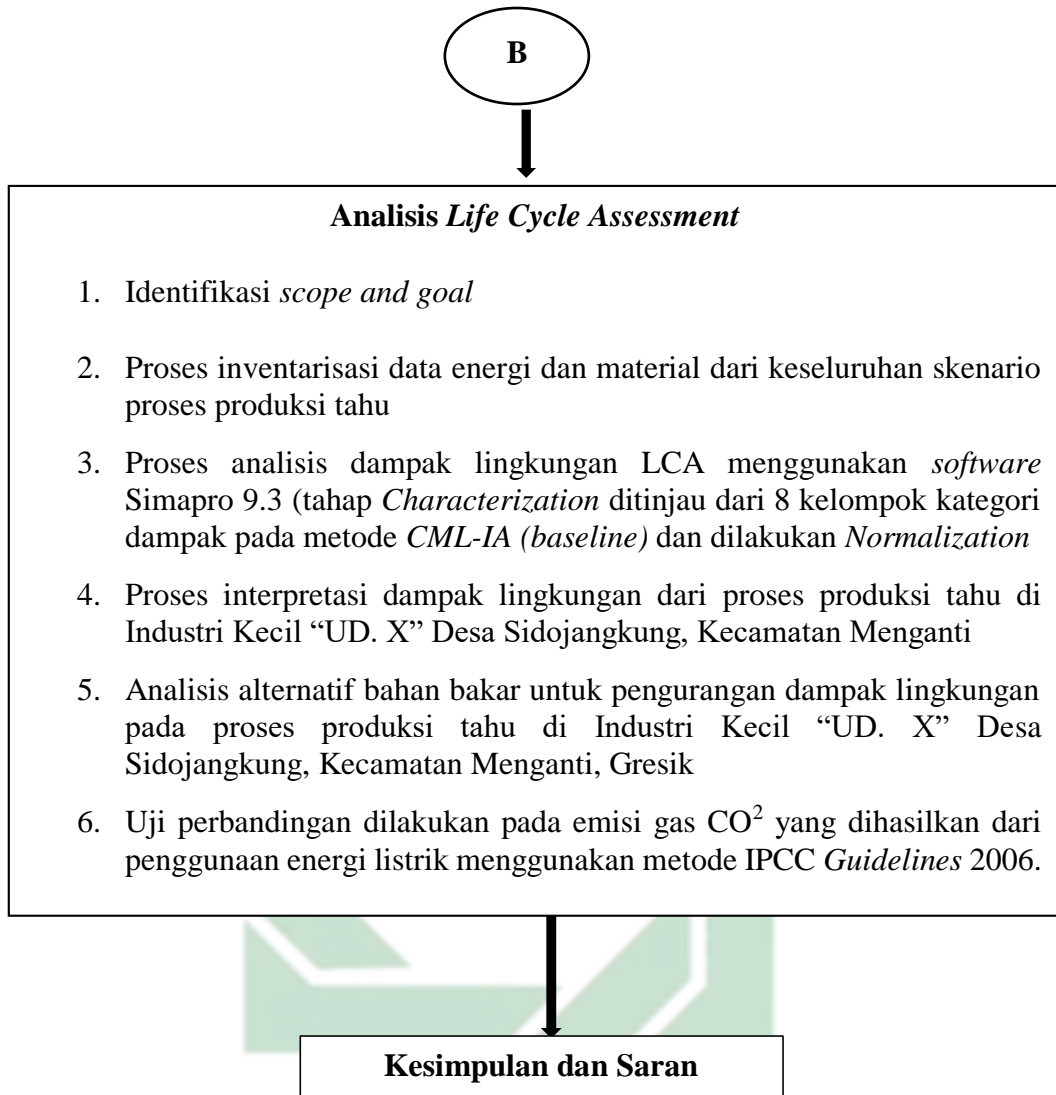 B
Analisis Life Cycle Assessment
1. Identifikasi scope and goal
2. Proses inventarisasi data energi dan material dari keseluruhan skenario
proses produksi tahu
3. Proses analisis dampak lingkungan LCA menggunakan software
Simapro 9.3 (tahap Characterization ditinjau dari 8 kelompok kategori
dampak pada metode CML-IA (baseline) dan dilakukan Normalization
4. Proses interpretasi dampak lingkungan dari proses produksi tahu di
Industri Kecil “UD. X” Desa Sidojangkung, Kecamatan Menganti
5. Analisis alternatif bahan bakar untuk pengurangan dampak lingkungan
pada proses produksi tahu di Industri Kecil “UD. X” Desa
Sidojangkung, Kecamatan Menganti, Gresik
6. Uji perbandingan dilakukan pada emisi gas CO² yang dihasilkan dari
penggunaan energi listrik menggunakan metode IPCC Guidelines 2006.
Kesimpulan dan Saran